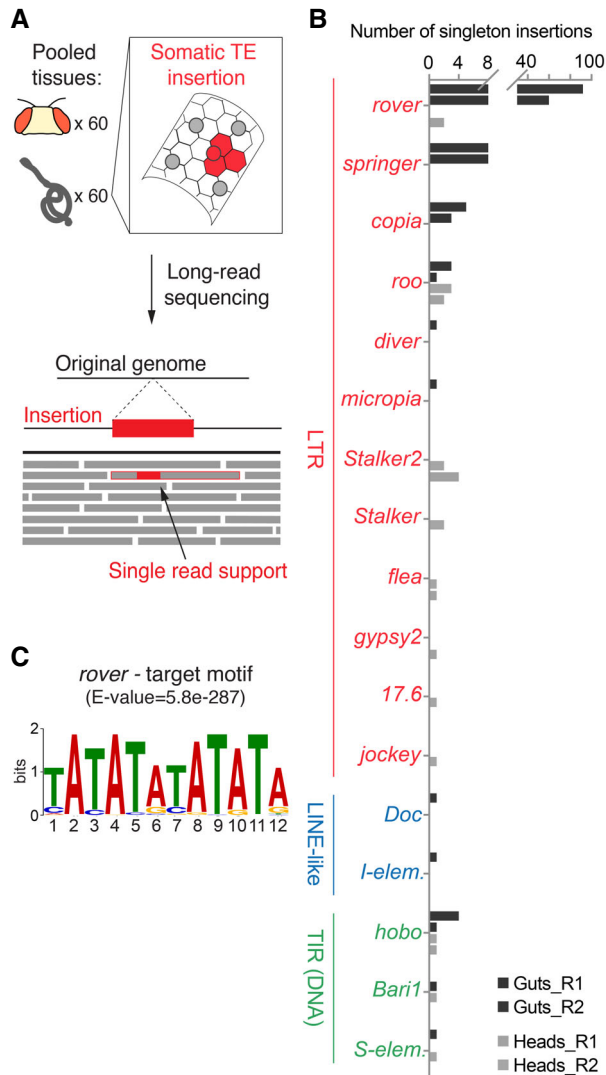 A
Pooled
tissues:
x 60
x 60
Somatic TE
insertion
Long-read
sequencing
Original genome
Insertion
Single read support
B
Number of singleton insertions
0 4 8 40 100
LTR
rover
springer
copia
roo
diver
micropia
Stalker2
Stalker
flea
gypsy2
17.6
jockey
LINE-like
Doc
I-elem.
TIR (DNA)
hobo
Bari1
S-elem.
Guts_R1
Guts_R2
Heads_R1
Heads_R2
C
rover - target motif
(E-value=5.8e-287)
bits
2
1
0
TATATATATATA
C C C G C G G
1 2 3 4 5 6 7 8 9 10 11 12